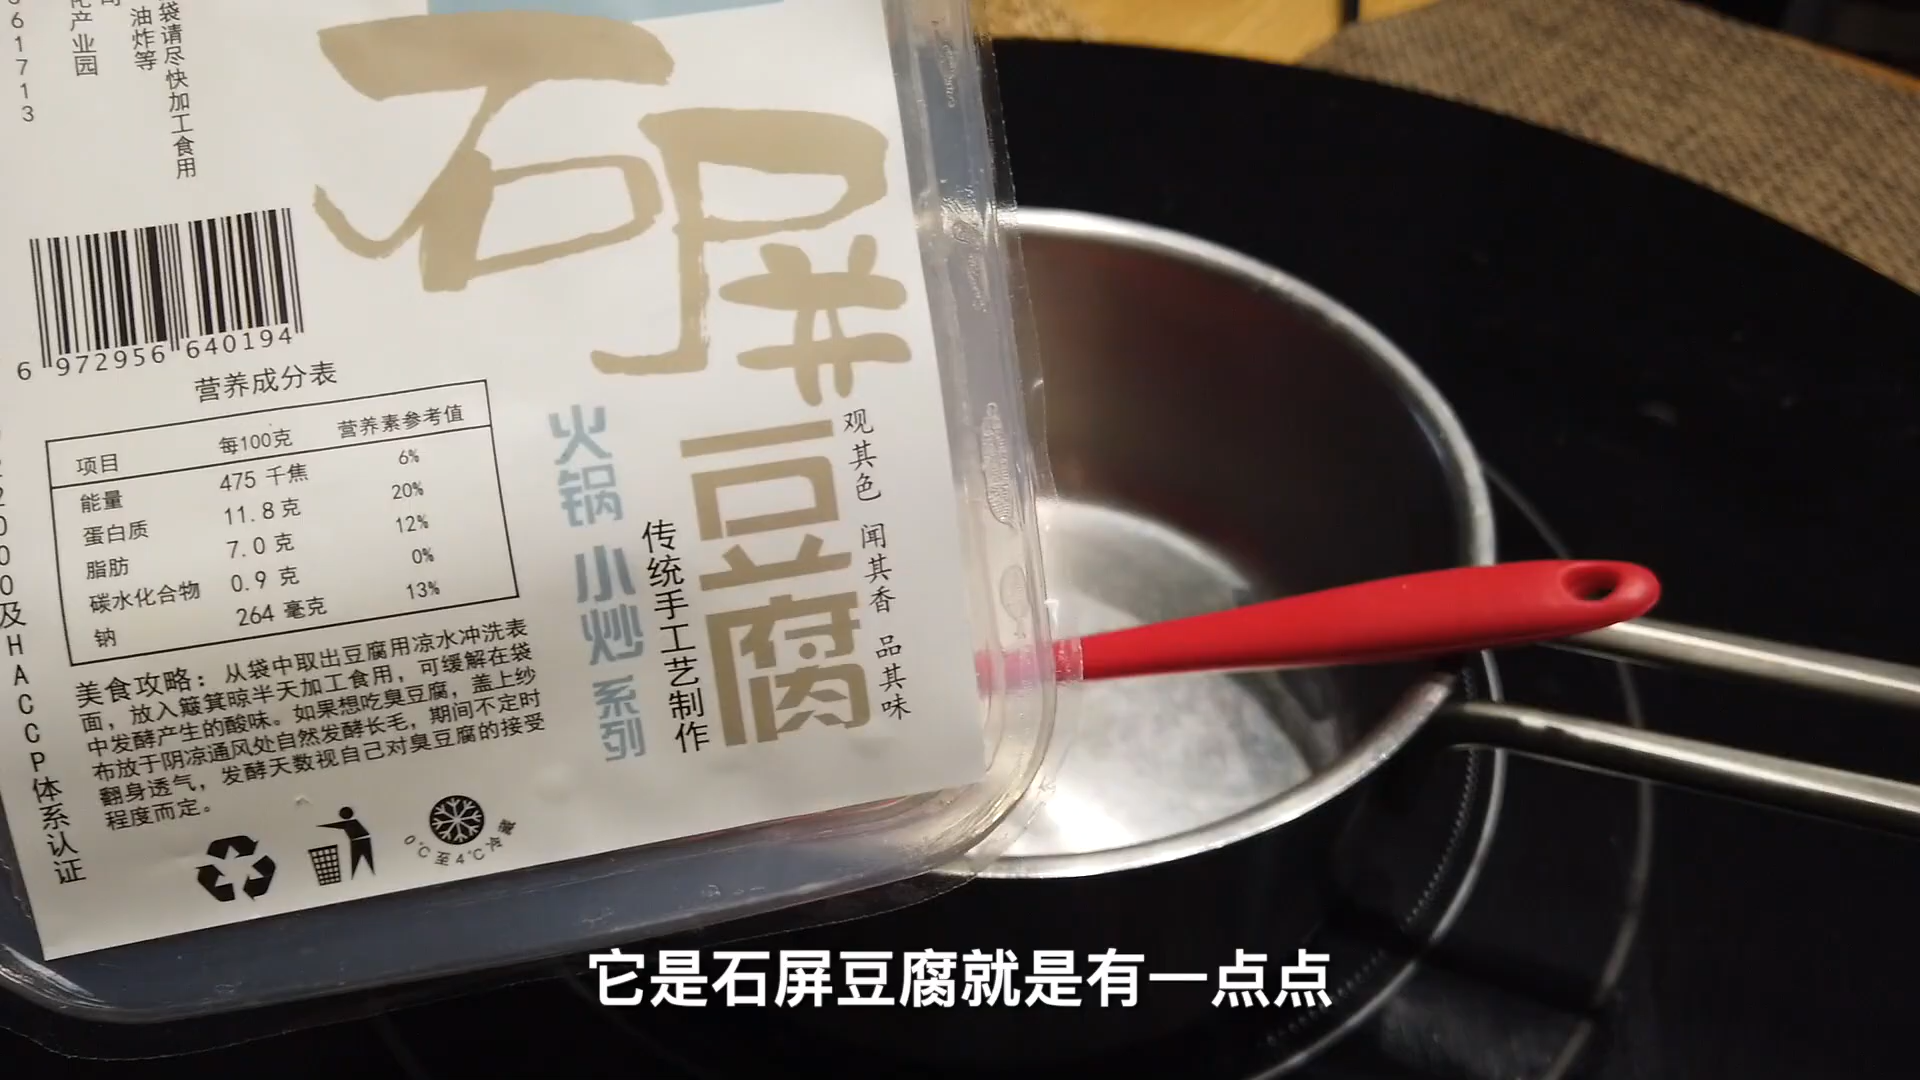 61713
产业园
油炸等
袋请尽快加工食用
石屏
豆腐
观其色 闻其香 品其味
传统手工艺制作
火锅 小炒 系列
6 972956 640194
营养成分表
项目 每100克 营养素参考值
能量 475 千焦 6%
蛋白质 11.8 克 20%
脂肪 7.0 克 12%
碳水化合物 0.9 克 0%
钠 264 毫克 13%
美食攻略：从袋中取出豆腐用凉水冲洗表
面，放入簸箕晾半天加工食用，可缓解在袋
中发酵产生的酸味。如果想吃臭豆腐，盖上纱
布放于阴凉通风处自然发酵长毛，期间不定时
翻身透气，发酵天数视自己对臭豆腐的接受
程度而定。
0℃至4℃冷藏
及HACCP体系认证
它是石屏豆腐就是有一点点